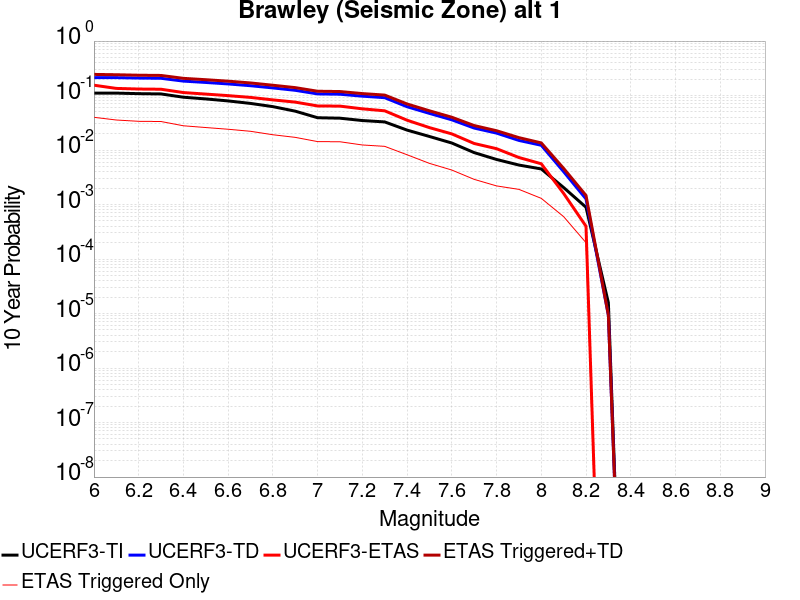 Brawley (Seismic Zone) alt 1
10^0
10^-1
10^-2
10^-3
10^-4
10^-5
10^-6
10^-7
10^-8
10 Year Probability
6 6.2 6.4 6.6 6.8 7 7.2 7.4 7.6 7.8 8 8.2 8.4 8.6 8.8 9
Magnitude
UCERF3-TI UCERF3-TD UCERF3-ETAS ETAS Triggered+TD
ETAS Triggered Only